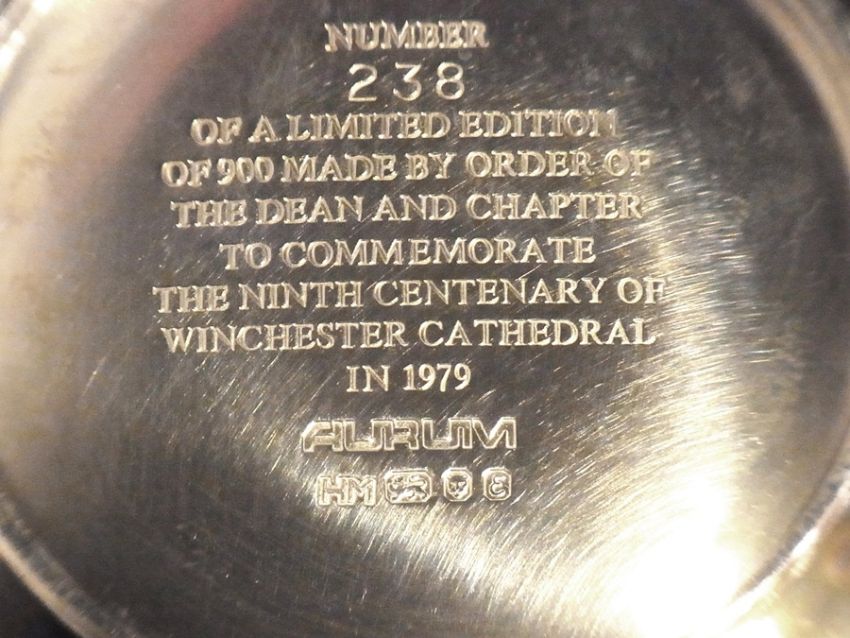 NUMBER
238
OF A LIMITED EDITION
OF 900 MADE BY ORDER OF
THE DEAN AND CHAPTER
TO COMMEMORATE
THE NINTH CENTENARY OF
WINCHESTER CATHEDRAL
IN 1979
AURUM
HM